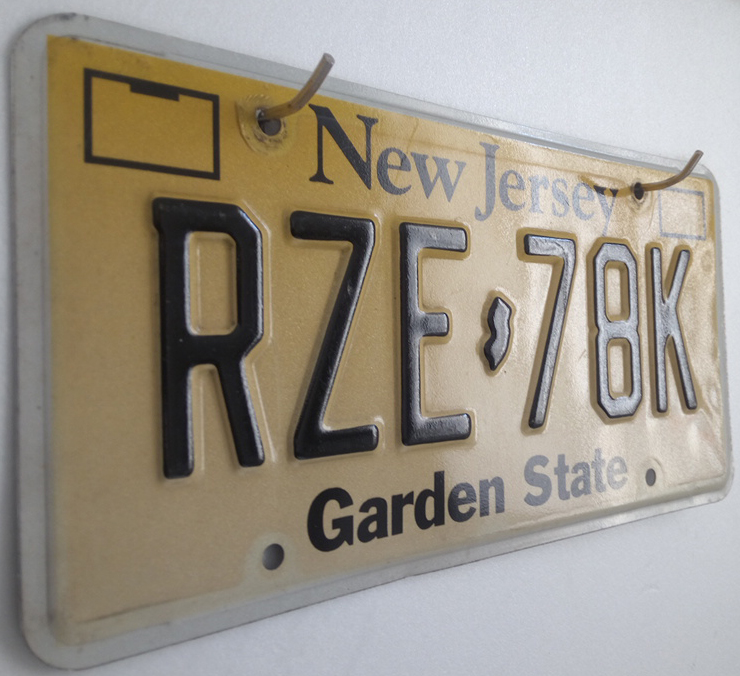 New Jersey
RZE 78K
Garden State